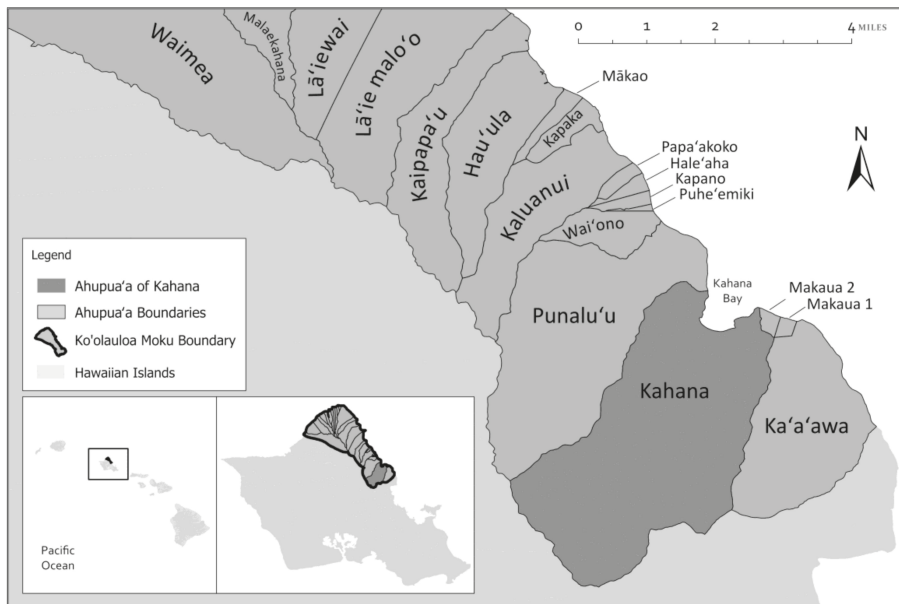 0 1 2 4 MILES
Waimea
Malaekahana
Lāʻiewai
Lāʻie maloʻo
Kaipapaʻu
Hauʻula
Mākao
Kapaka
Kaluanui
Papaʻakoko
Haleʻaha
Kapano
Puheʻemiki
Waiʻono
N
Punaluʻu
Kahana
Bay
Makaua 2
Makaua 1
Kahana
Kaʻaʻawa
Legend
Ahupuaʻa of Kahana
Ahupuaʻa Boundaries
Ko'olauloa Moku Boundary
Hawaiian Islands
Pacific
Ocean